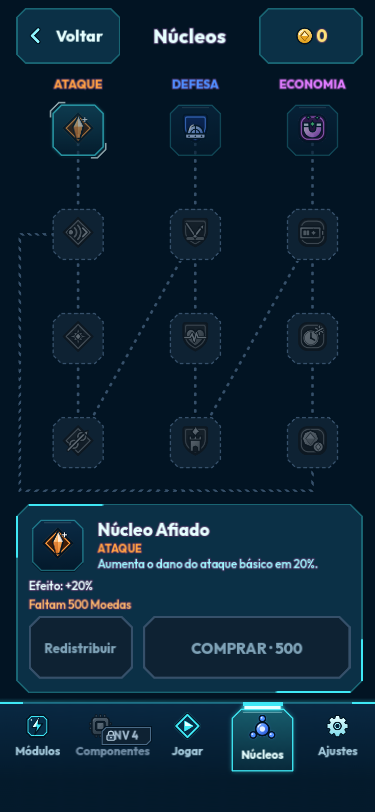 Voltar
Núcleos
0
ATAQUE
DEFESA
ECONOMIA
Núcleo Afiado
ATAQUE
Aumenta o dano do ataque básico em 20%.
Efeito: +20%
Faltam 500 Moedas
Redistribuir
COMPRAR · 500
NV 4
Módulos
Componentes
Jogar
Núcleos
Ajustes